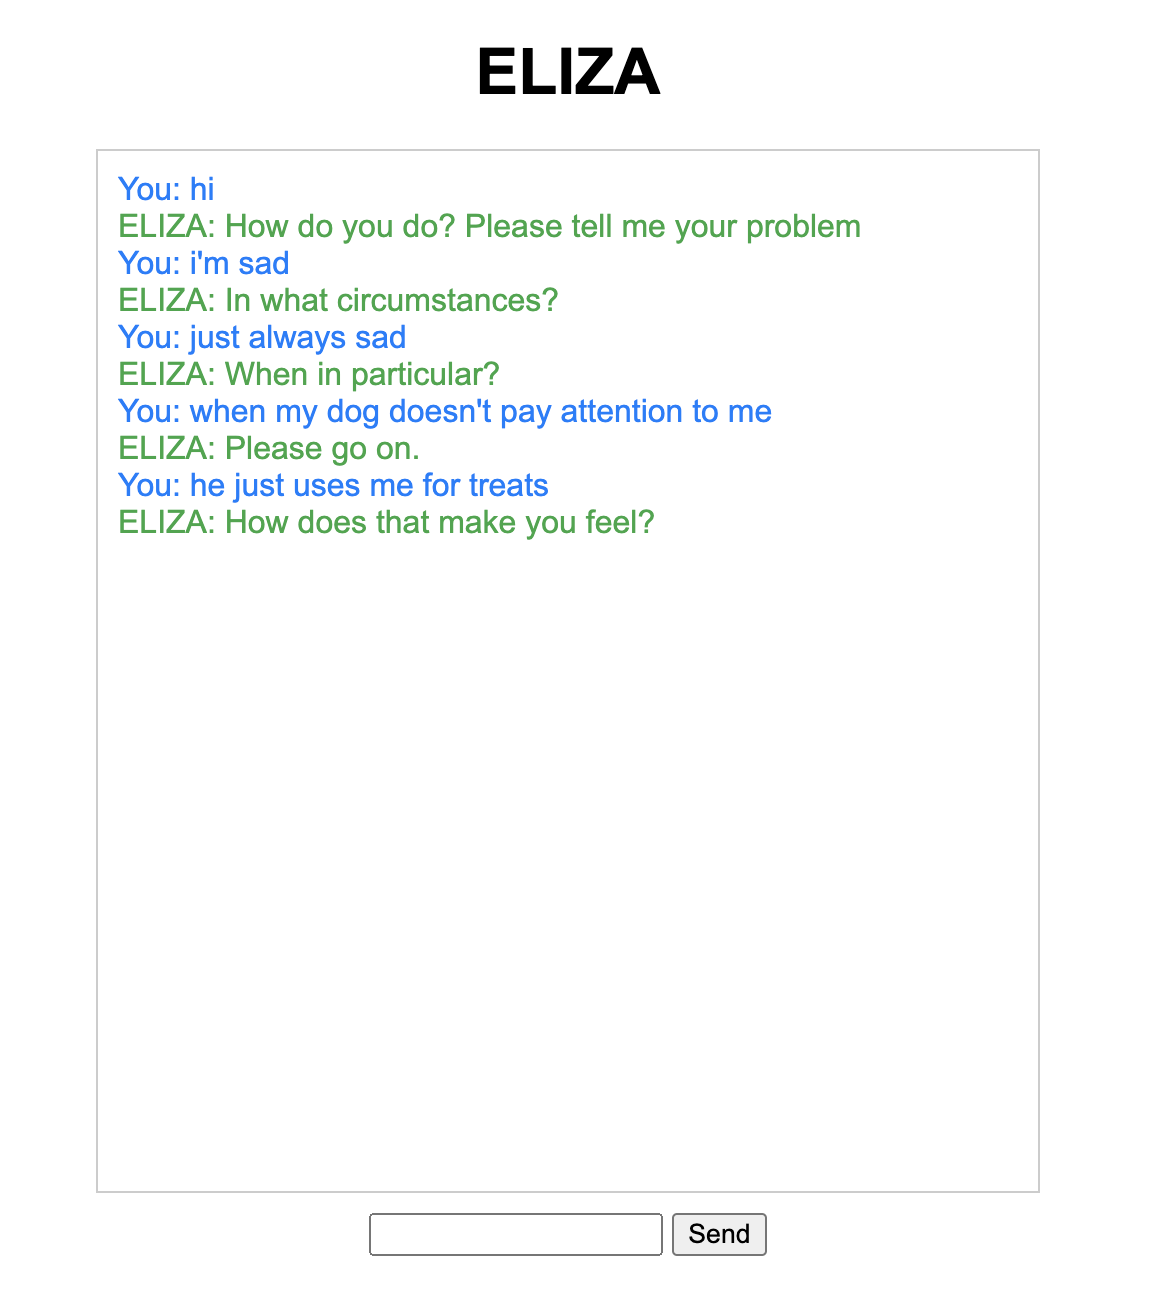 ELIZA
You: hi
ELIZA: How do you do? Please tell me your problem
You: i'm sad
ELIZA: In what circumstances?
You: just always sad
ELIZA: When in particular?
You: when my dog doesn't pay attention to me
ELIZA: Please go on.
You: he just uses me for treats
ELIZA: How does that make you feel?
Send